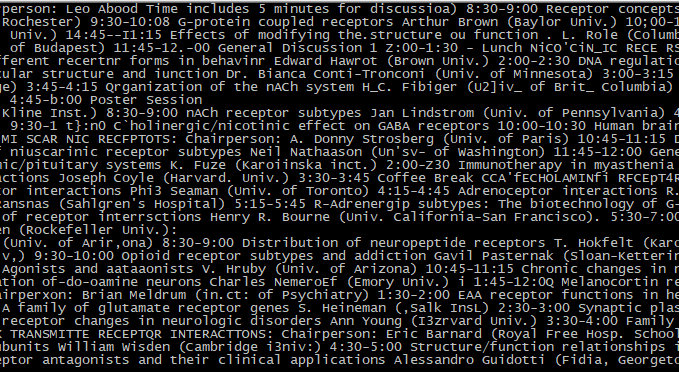 person: Leo Abood Time includes 5 minutes for discussioa) 8:30-9:00 Receptor concepts
Rochester) 9:30-10:08 G-protein coupled receptors Arthur Brown (Baylor Univ.) 10;00-1
Univ.) 14:45--I1:15 Effects of modifying the.structure ou function . L. Role (Columb
of Budapest) 11:45-12.-00 General Discussion 1 Z:00-1:30 - Lunch NiCO'CiN_IC RECE RS
fferent recertnr forms in behavinr Edward Hawrot (Brown Univ.) 2:00-2:30 DNA regulatio
cular structure and iunction Dr. Bianca Conti-Tronconi (Univ. of Minnesota) 3:00-3:15
ge) 3:45-4:15 Qrganization of the nACh system H_C. Fibiger (U2]iv_ of Brit_ Columbia)
4:45-b:00 Poster Session
Kline Inst.) 8:30-9:00 nACh receptor subtypes Jan Lindstrom (Univ. of Pennsylvania) 4
9:30-1 t}:nO C`holinergic/nicotinic effect on GABA receptors 10:00-10:30 Human brain
MI SCAR NIC RECFPTOTS: Chairperson: A. Donny Strosberg (Univ. of Paris) 10:45-11:15 D
f nisccarinic receptor subtypes Neil Nathason (Un'sv- of Washington) 11:45-12:00 Gene
nic/pituitary systems K. Fuze (Karoiinska inct.) 2:00-Z30 Immunotherapy in myasthenia
actions Joseph Coyle (Harvard. Univ.) 3:30-3:45 Coffee Break CCA'fECHOLAMINfi RFCEpT4R
tor interactions Phi3 Seaman (Univ. of Toronto) 4:15-4:45 Adrenoceptor interactions R.
ransnas (Sahlgren's Hospital) 5:15-5:45 R-Adrenergip subtypes: The biotechnology of G-
of receptor interrsctions Henry R. Bourne (Univ. California-San Francisco). 5:30-7:00
en (Rockefeller Univ.):
(Univ. of Arir,ona) 8:30-9:00 Distribution of neuropeptide receptors T. Hokfelt (Karo
v,) 9:30-10:00 Opioid receptor subtypes and addiction Gavil Pasternak (Sloan-Ketterin
Agonists and aataaonists V. Hruby (Univ. of Arizona) 10:45-11:15 Chronic changes in n
ation of-do-oamine neurons Charles NemeroEf (Emory Univ.) i 1:45-12:0Q Melanocortin re
airperxon: Brian Meldrum (in.ct: of Psychiatry) 1:30-2:00 EAA receptor functions in he
A family of glutamate receptor genes S. Heineman (,Salk InsL) 2:30-3:00 Synaptic plas
receptor changes in neurologic disorders Ann Young (I3zrvard Univ.) 3:30-4:00 Family
X TRANSMITTE RECEPTQR INTERACTTONS: Chairperson: Eric Barnard (Royal Free Hosp. School
ubunits William Wisden (Cambridge i3niv:) 4:30-5:00 Structure/function relationships i
eptor antagonists and their clinical applications Alessandro Guidotti (Fidia, Georgeto